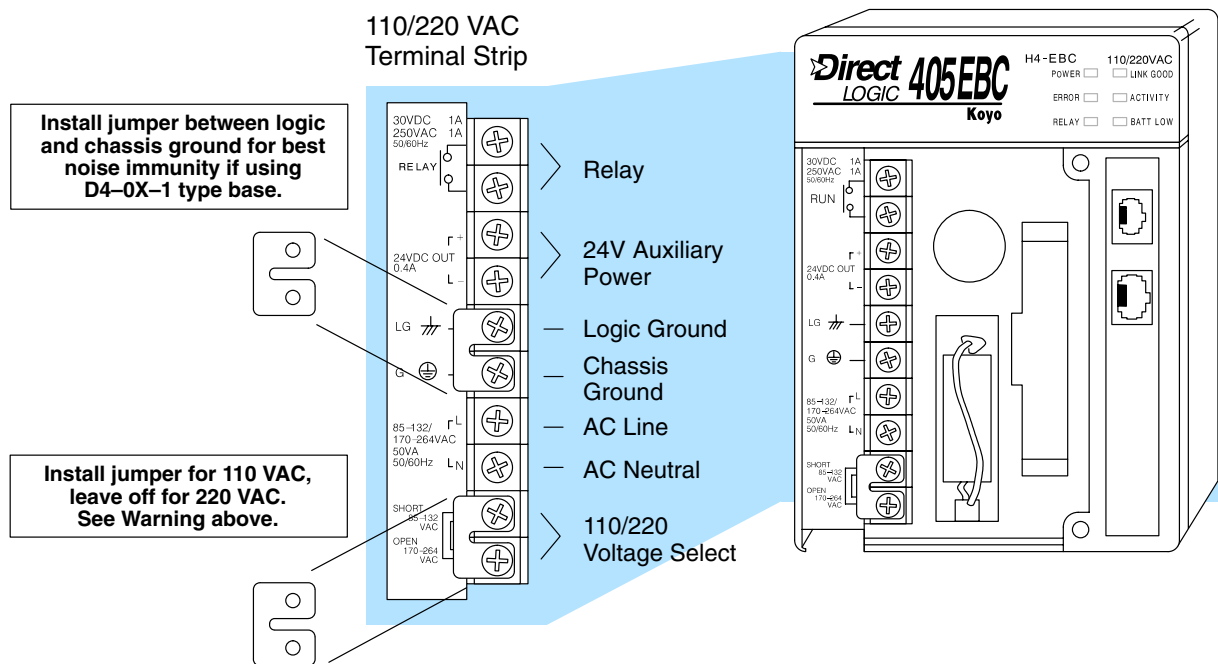 110/220 VAC
Terminal Strip
Install jumper between logic
and chassis ground for best
noise immunity if using
D4–0X–1 type base.
Install jumper for 110 VAC,
leave off for 220 VAC.
See Warning above.
30VDC 1A
250VAC 1A
50/60Hz
RELAY
+
24VDC OUT
0.4A
–
LG
G
L
85–132/
170–264VAC
50VA
50/60Hz
N
SHORT
85–132
VAC
OPEN
170–264
VAC
Relay
24V Auxiliary
Power
Logic Ground
Chassis
Ground
AC Line
AC Neutral
110/220
Voltage Select
Direct
LOGIC
405EBC
Koyo
H4-EBC 110/220VAC
POWER LINK GOOD
ERROR ACTIVITY
RELAY BATT LOW
30VDC 1A
250VAC 1A
50/60Hz
RUN
+
24VDC OUT
0.4A
–
LG
G
L
85–132/
170–264VAC
50VA
50/60Hz
N
SHORT
85–132
VAC
OPEN
170–264
VAC